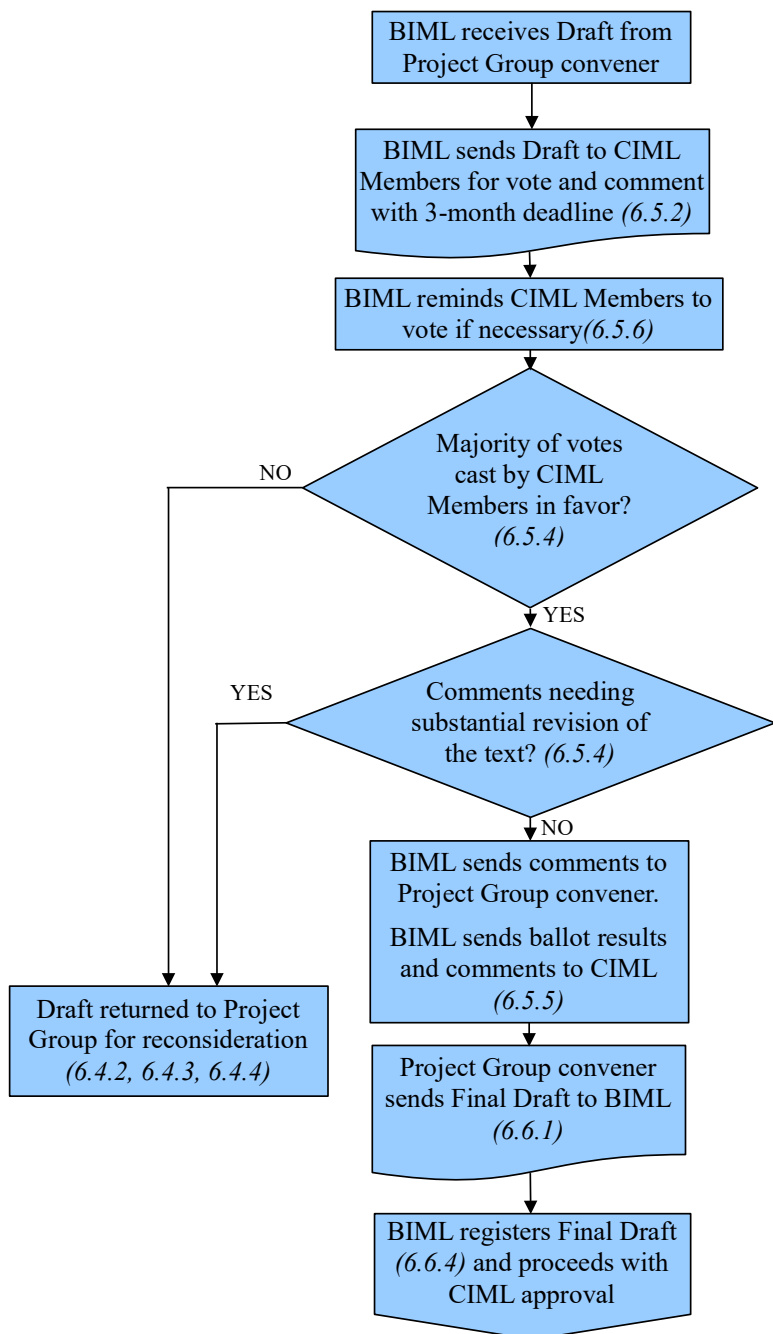 BIML receives Draft from
Project Group convener
BIML sends Draft to CIML
Members for vote and comment
with 3-month deadline (6.5.2)
BIML reminds CIML Members to
vote if necessary(6.5.6)
Majority of votes
cast by CIML
Members in favor?
(6.5.4)
NO
YES
Comments needing
substantial revision of
the text? (6.5.4)
YES
NO
BIML sends comments to
Project Group convener.
BIML sends ballot results
and comments to CIML
(6.5.5)
Draft returned to Project
Group for reconsideration
(6.4.2, 6.4.3, 6.4.4)
Project Group convener
sends Final Draft to BIML
(6.6.1)
BIML registers Final Draft
(6.6.4) and proceeds with
CIML approval